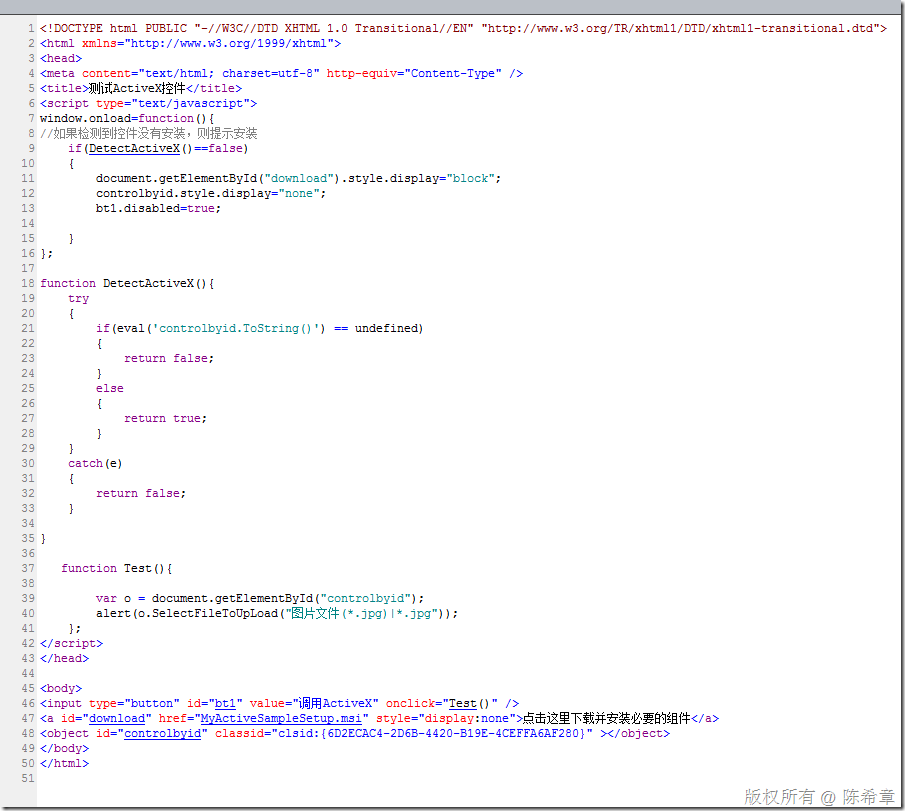 1 <!DOCTYPE html PUBLIC "-//W3C//DTD XHTML 1.0 Transitional//EN" "http://www.w3.org/TR/xhtml1/DTD/xhtml1-transitional.dtd">
2 <html xmlns="http://www.w3.org/1999/xhtml">
3 <head>
4 <meta content="text/html; charset=utf-8" http-equiv="Content-Type" />
5 <title>测试ActiveX控件</title>
6 <script type="text/javascript">
7 window.onload=function(){
8 //如果检测到控件没有安装，则提示安装
9     if(DetectActiveX()==false)
10     {
11         document.getElementById("download").style.display="block";
12         controlbyid.style.display="none";
13         bt1.disabled=true;
14
15     }
16 };
17
18 function DetectActiveX(){
19     try
20     {
21         if(eval('controlbyid.ToString()') == undefined)
22         {
23             return false;
24         }
25         else
26         {
27             return true;
28         }
29     }
30     catch(e)
31     {
32         return false;
33     }
34
35 }
36
37    function Test(){
38
39         var o = document.getElementById("controlbyid");
40         alert(o.SelectFileToUpLoad("图片文件(*.jpg)|*.jpg"));
41     };
42 </script>
43 </head>
44
45 <body>
46 <input type="button" id="bt1" value="调用ActiveX" onclick="Test()" />
47 <a id="download" href="MyActiveSampleSetup.msi" style="display:none">点击这里下载并安装必要的组件</a>
48 <object id="controlbyid" classid="clsid:{6D2ECAC4-2D6B-4420-B19E-4CEFFA6AF280}" ></object>
49 </body>
50 </html>
51
版权所有 @ 陈希章